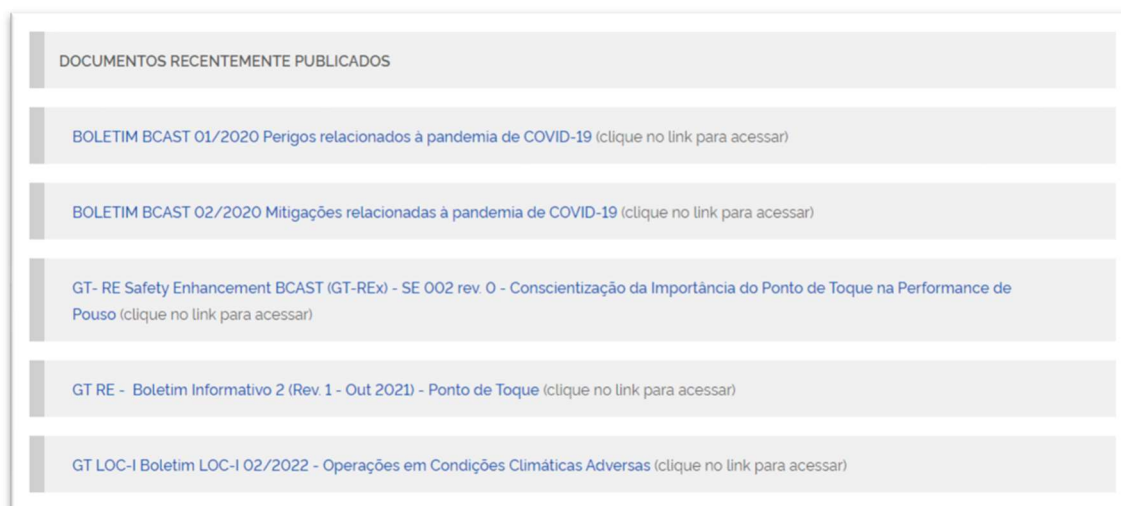 DOCUMENTOS RECENTEMENTE PUBLICADOS
BOLETIM BCAST 01/2020 Perigos relacionados à pandemia de COVID-19 (clique no link para acessar)
BOLETIM BCAST 02/2020 Mitigações relacionadas à pandemia de COVID-19 (clique no link para acessar)
GT- RE Safety Enhancement BCAST (GT-REx) - SE 002 rev. 0 - Conscientização da Importância do Ponto de Toque na Performance de
Pouso (clique no link para acessar)
GT RE - Boletim Informativo 2 (Rev. 1 - Out 2021) - Ponto de Toque (clique no link para acessar)
GT LOC-I Boletim LOC-I 02/2022 - Operações em Condições Climáticas Adversas (clique no link para acessar)